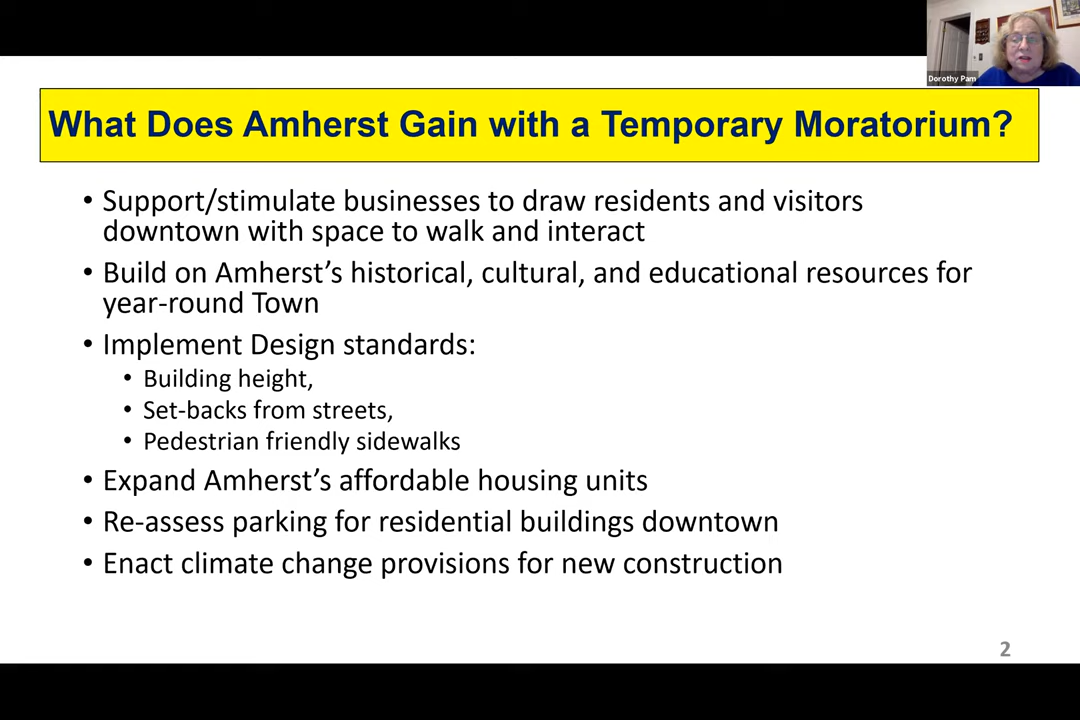 Dorothy Pam
What Does Amherst Gain with a Temporary Moratorium?
• Support/stimulate businesses to draw residents and visitors
downtown with space to walk and interact
• Build on Amherst’s historical, cultural, and educational resources for
year-round Town
• Implement Design standards:
• Building height,
• Set-backs from streets,
• Pedestrian friendly sidewalks
• Expand Amherst’s affordable housing units
• Re-assess parking for residential buildings downtown
• Enact climate change provisions for new construction
2